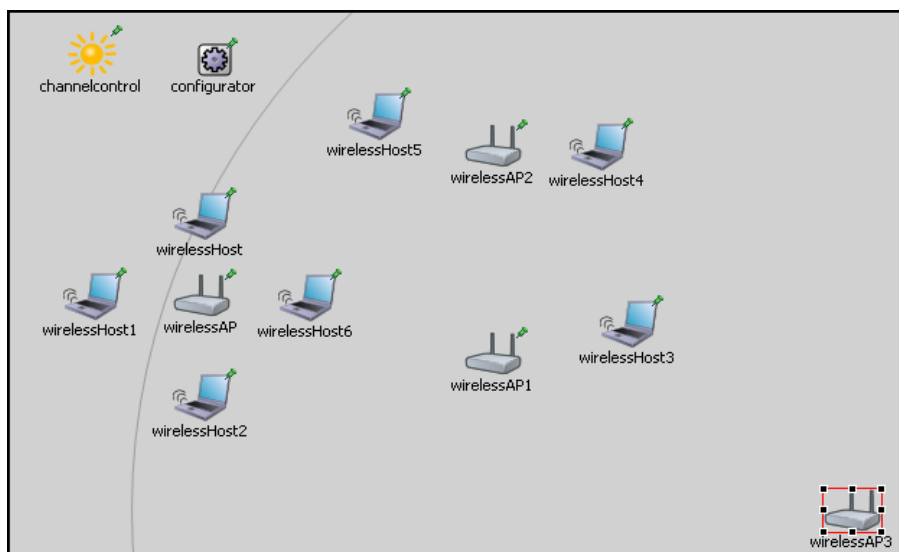 channelcontrol
configurator
wirelessHost5
wirelessAP2
wirelessHost4
wirelessHost
wirelessHost1
wirelessAP
wirelessHost6
wirelessHost3
wirelessAP1
wirelessHost2
wirelessAP3